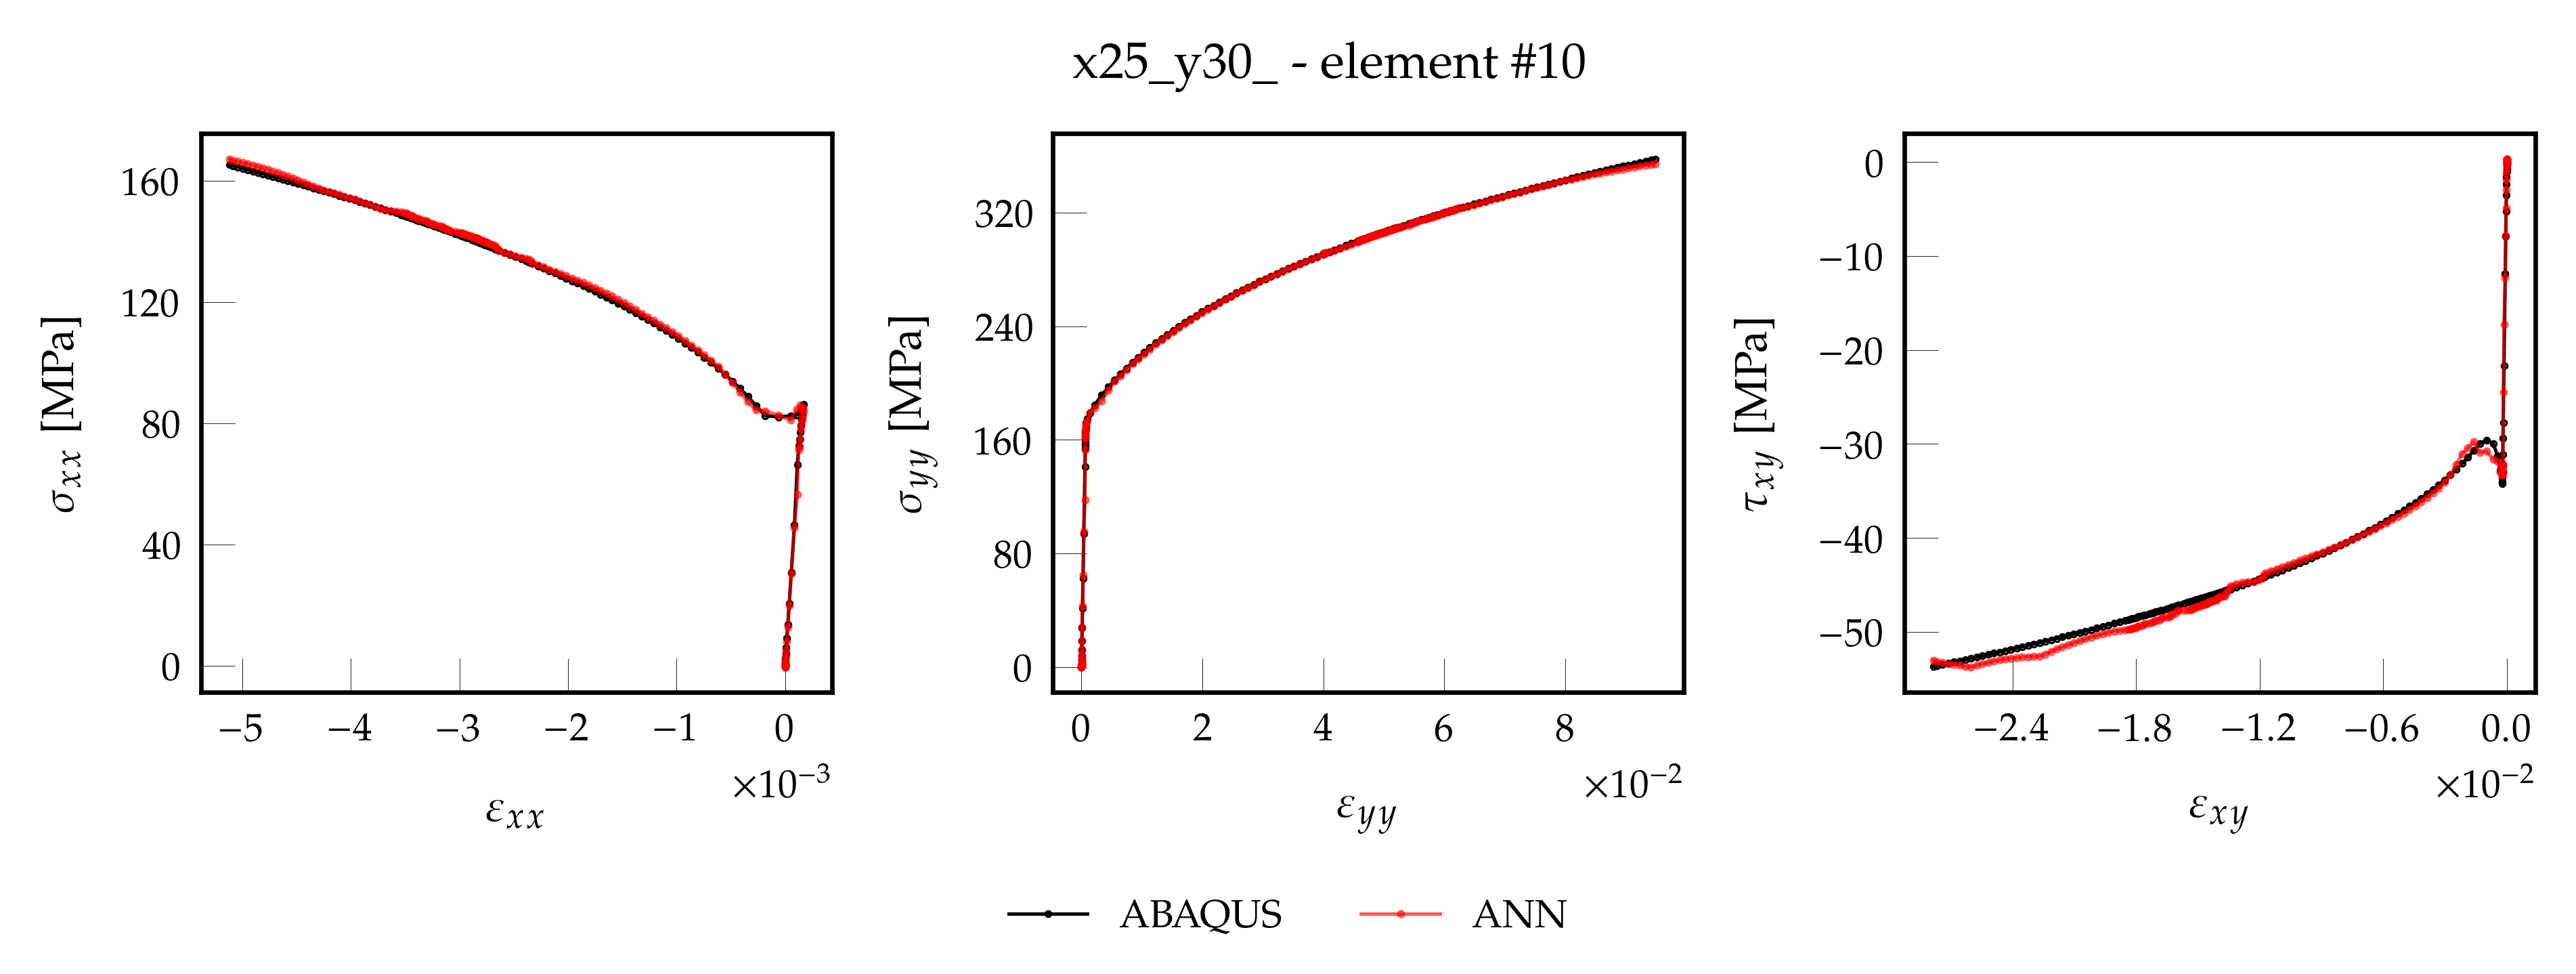 x25_y30_ - element #10
σxx [MPa]
160
120
80
40
0
−5 −4 −3 −2 −1 0
×10−3
εxx
σyy [MPa]
320
240
160
80
0
0 2 4 6 8
×10−2
εyy
τxy [MPa]
0
−10
−20
−30
−40
−50
−2.4 −1.8 −1.2 −0.6 0.0
×10−2
εxy
ABAQUS ANN